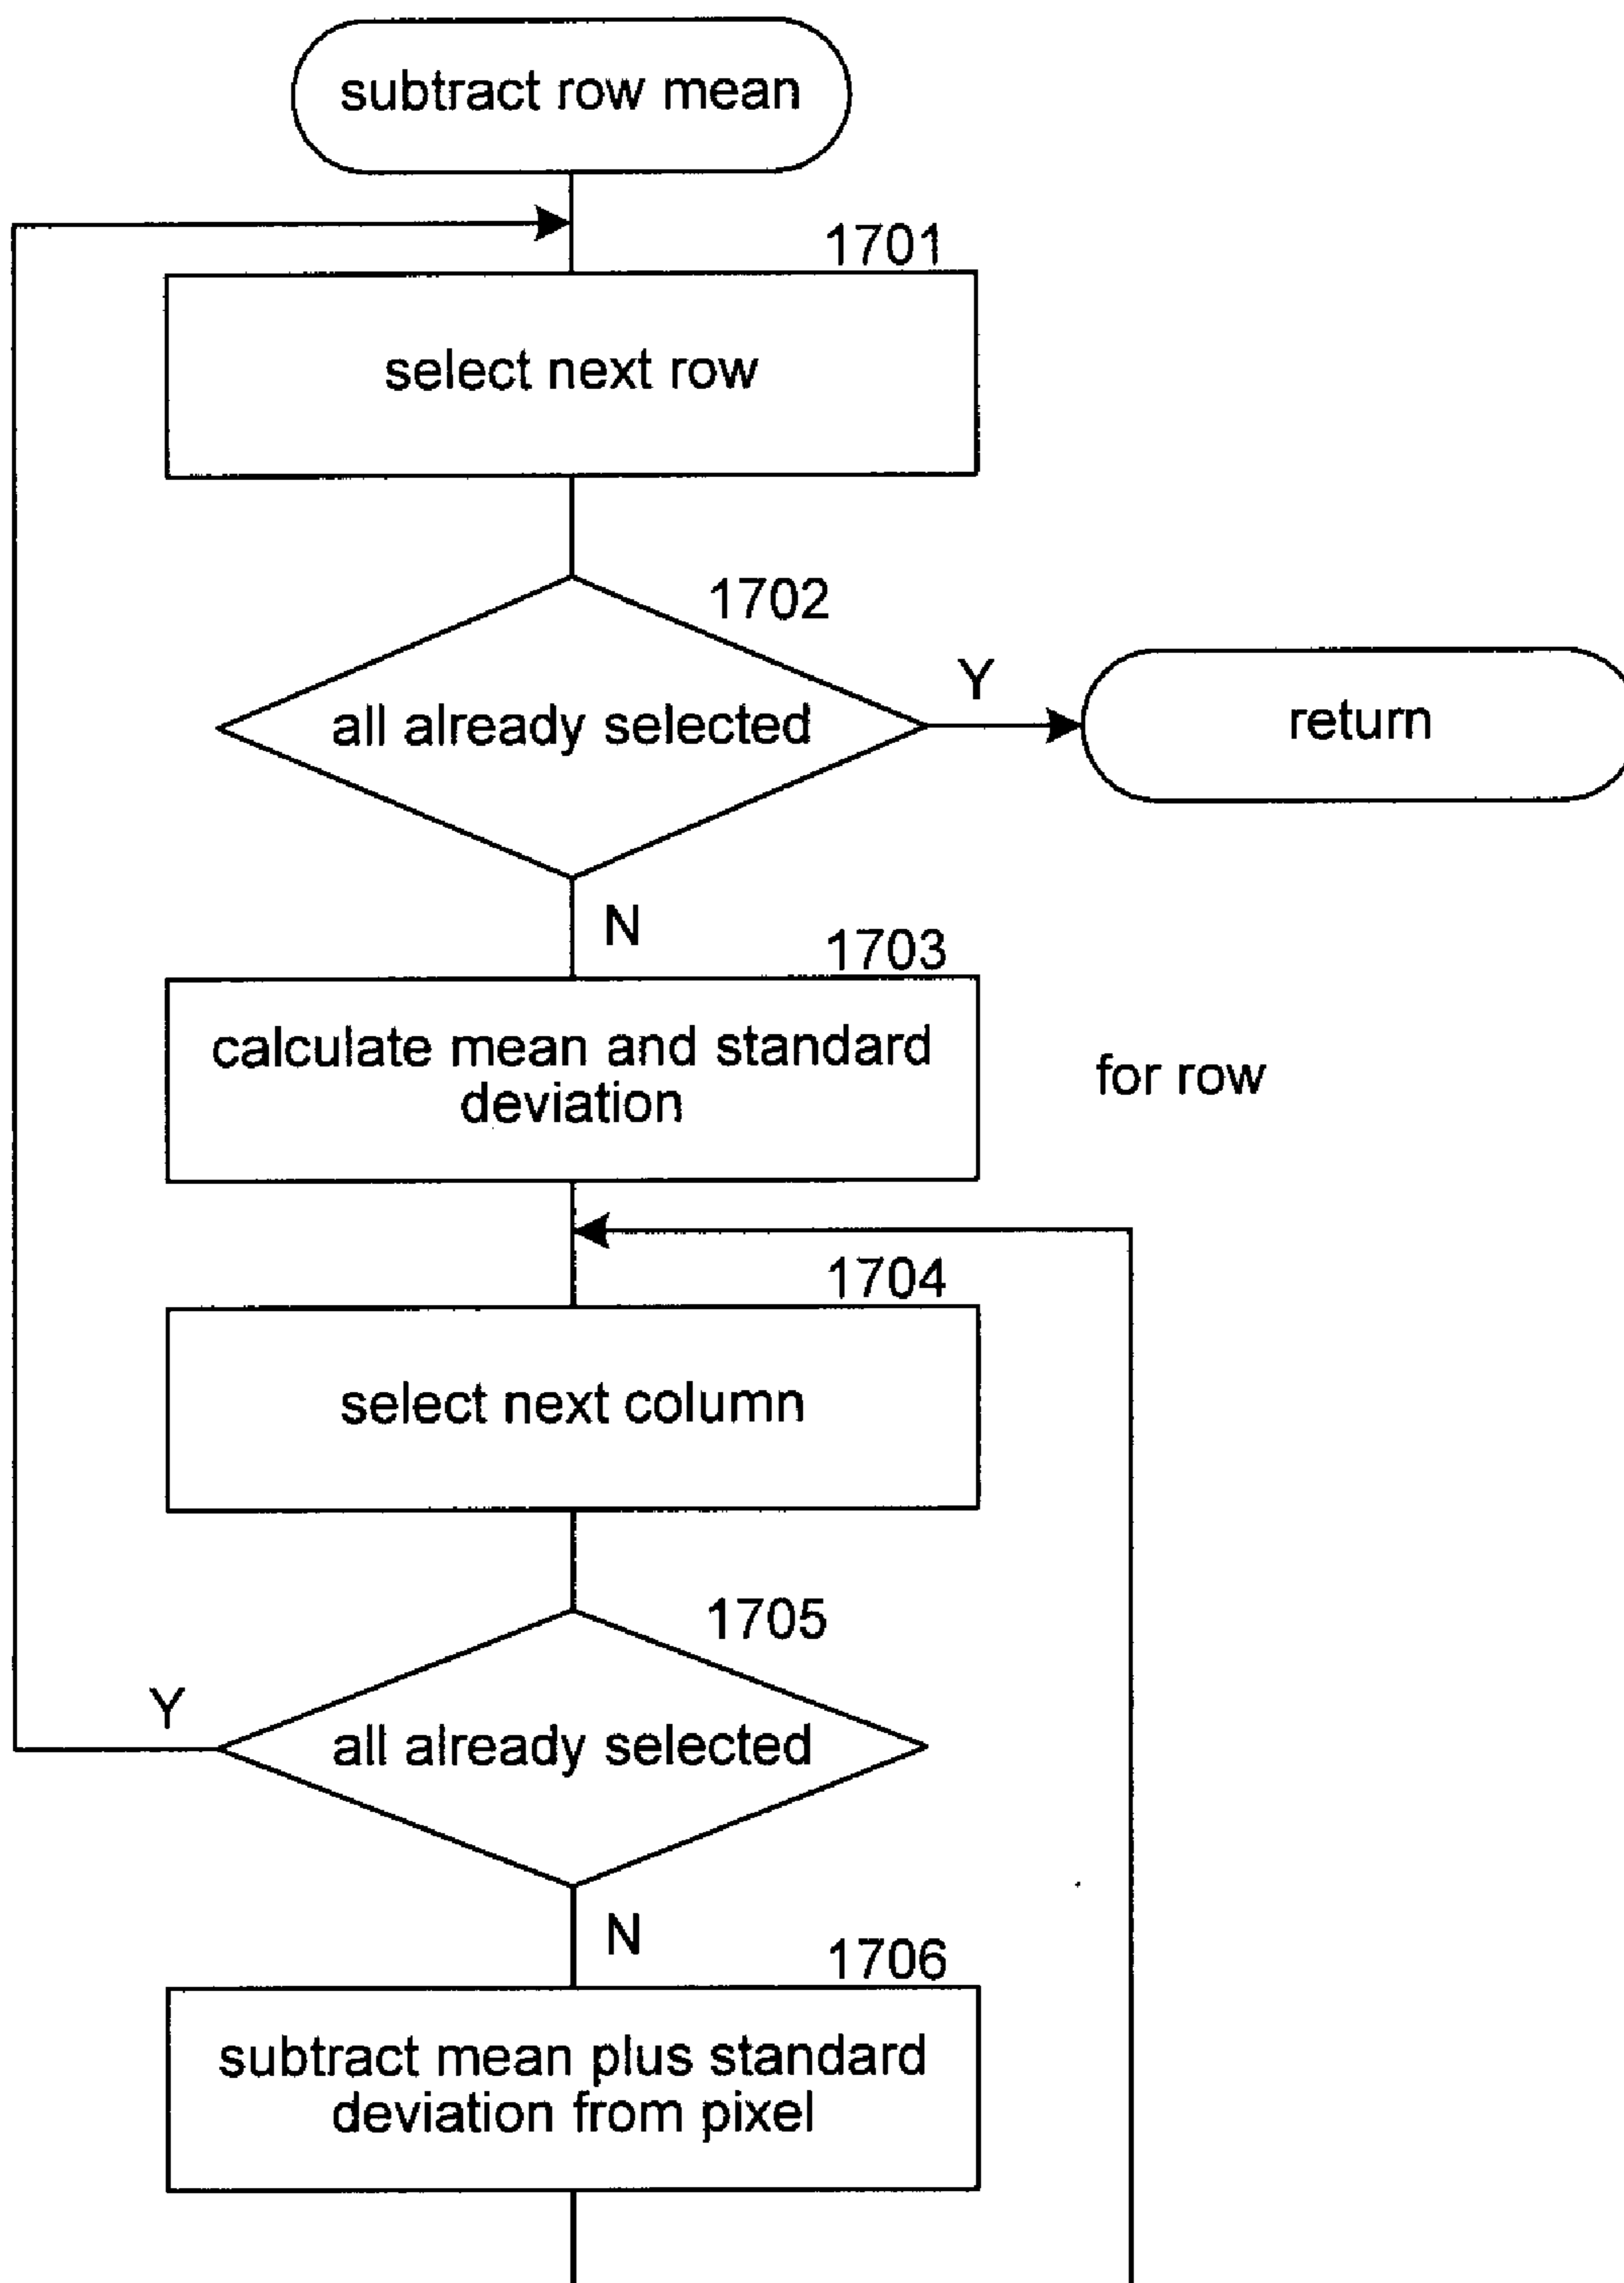 subtract row mean
1701
select next row
1702
all already selected
Y
return
N
1703
calculate mean and standard
deviation
for row
1704
select next column
1705
all already selected
Y
N
1706
subtract mean plus standard
deviation from pixel